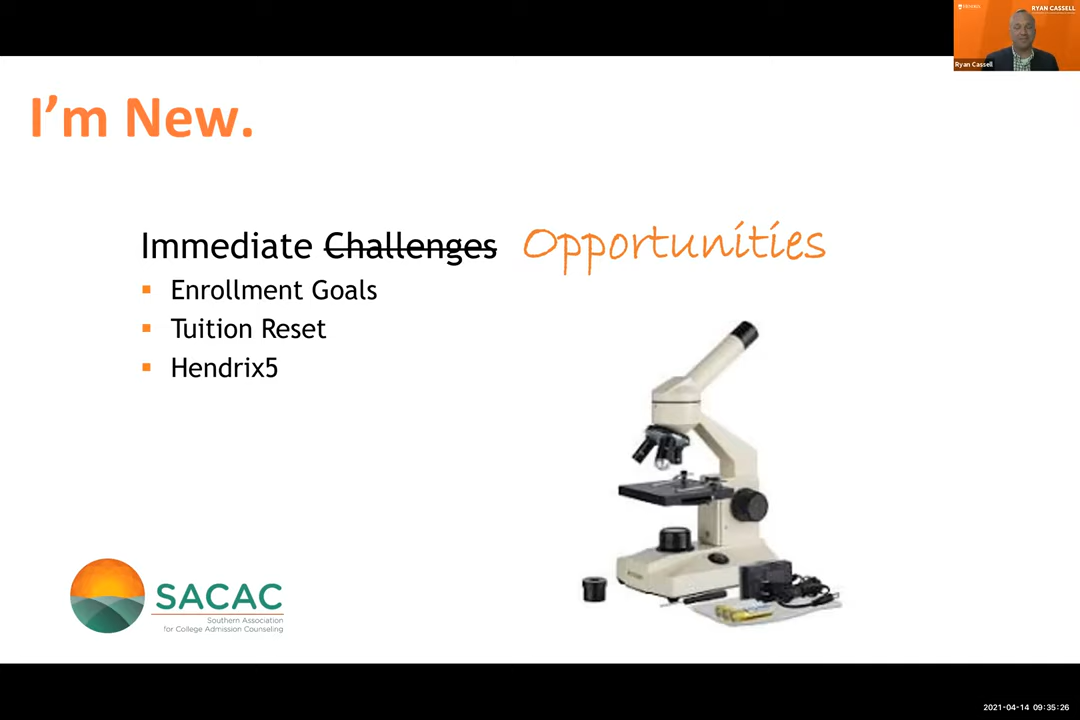 RYAN CASSELL
Ryan Cassell
I'm New.
Immediate Challenges Opportunities
Enrollment Goals
Tuition Reset
Hendrix5
SACAC
Southern Association
for College Admission Counseling
2021-04-14 09:35:26